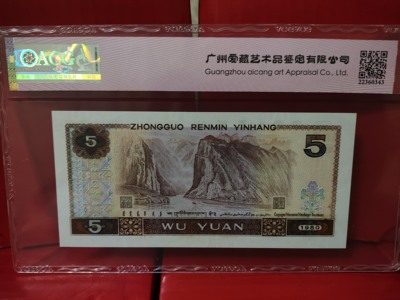 ACG
广州爱藏艺术品鉴定有限公司
Guangzhou aicang art Appraisal Co., Ltd.
22360343
ZHONGGUO RENMIN YINHANG
5
5
5
WU YUAN
1980